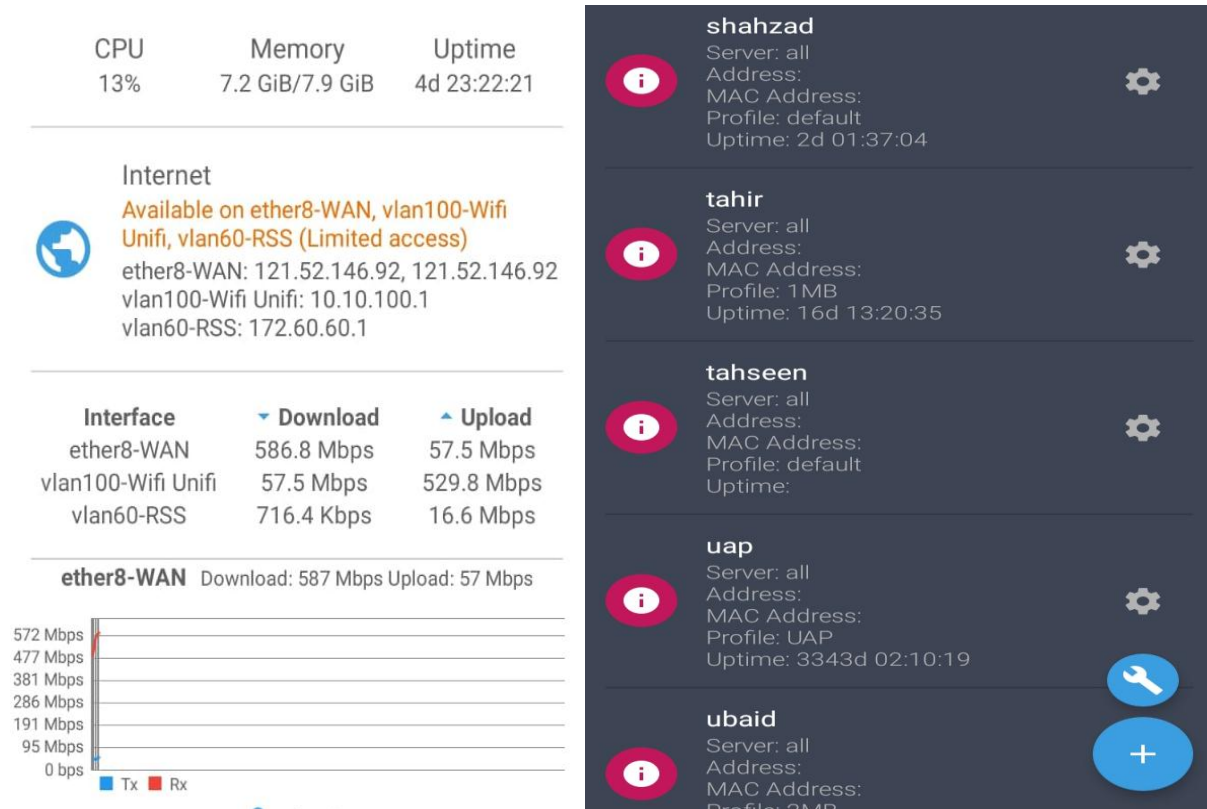 CPU Memory Uptime
13% 7.2 GiB/7.9 GiB 4d 23:22:21
Internet
Available on ether8-WAN, vlan100-Wifi
Unifi, vlan60-RSS (Limited access)
ether8-WAN: 121.52.146.92, 121.52.146.92
vlan100-Wifi Unifi: 10.10.100.1
vlan60-RSS: 172.60.60.1
Interface Download Upload
ether8-WAN 586.8 Mbps 57.5 Mbps
vlan100-Wifi Unifi 57.5 Mbps 529.8 Mbps
vlan60-RSS 716.4 Kbps 16.6 Mbps
ether8-WAN Download: 587 Mbps Upload: 57 Mbps
572 Mbps
477 Mbps
381 Mbps
286 Mbps
191 Mbps
95 Mbps
0 bps
Tx Rx
shahzad
Server: all
Address:
MAC Address:
Profile: default
Uptime: 2d 01:37:04
tahir
Server: all
Address:
MAC Address:
Profile: 1MB
Uptime: 16d 13:20:35
tahseen
Server: all
Address:
MAC Address:
Profile: default
Uptime:
uap
Server: all
Address:
MAC Address:
Profile: UAP
Uptime: 3343d 02:10:19
ubaid
Server: all
Address:
MAC Address: